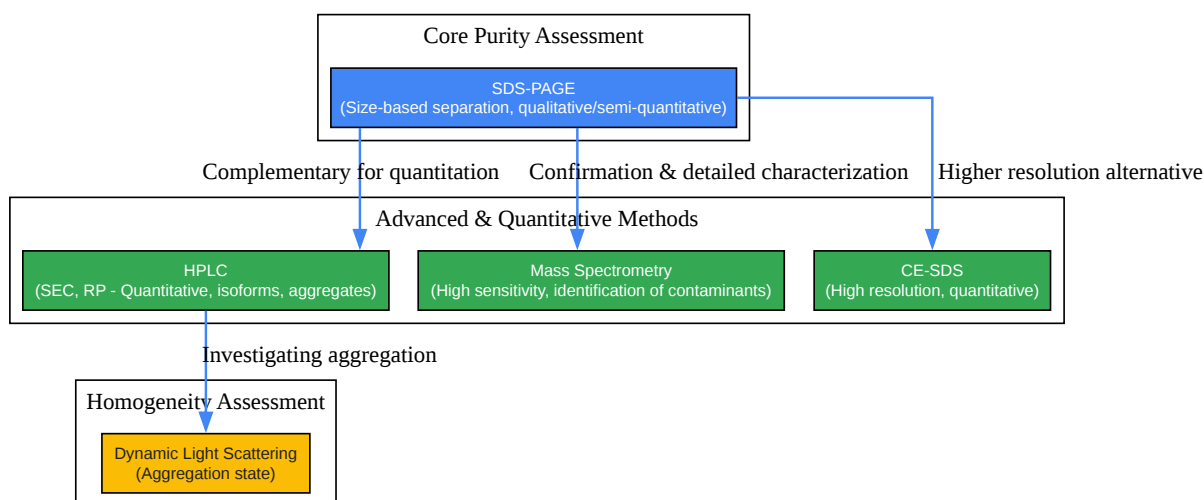 Core Purity Assessment
SDS-PAGE
(Size-based separation, qualitative/semi-quantitative)
Complementary for quantitation
Confirmation & detailed characterization
Higher resolution alternative
Advanced & Quantitative Methods
HPLC
(SEC, RP - Quantitative, isoforms, aggregates)
Mass Spectrometry
(High sensitivity, identification of contaminants)
CE-SDS
(High resolution, quantitative)
Investigating aggregation
Homogeneity Assessment
Dynamic Light Scattering
(Aggregation state)